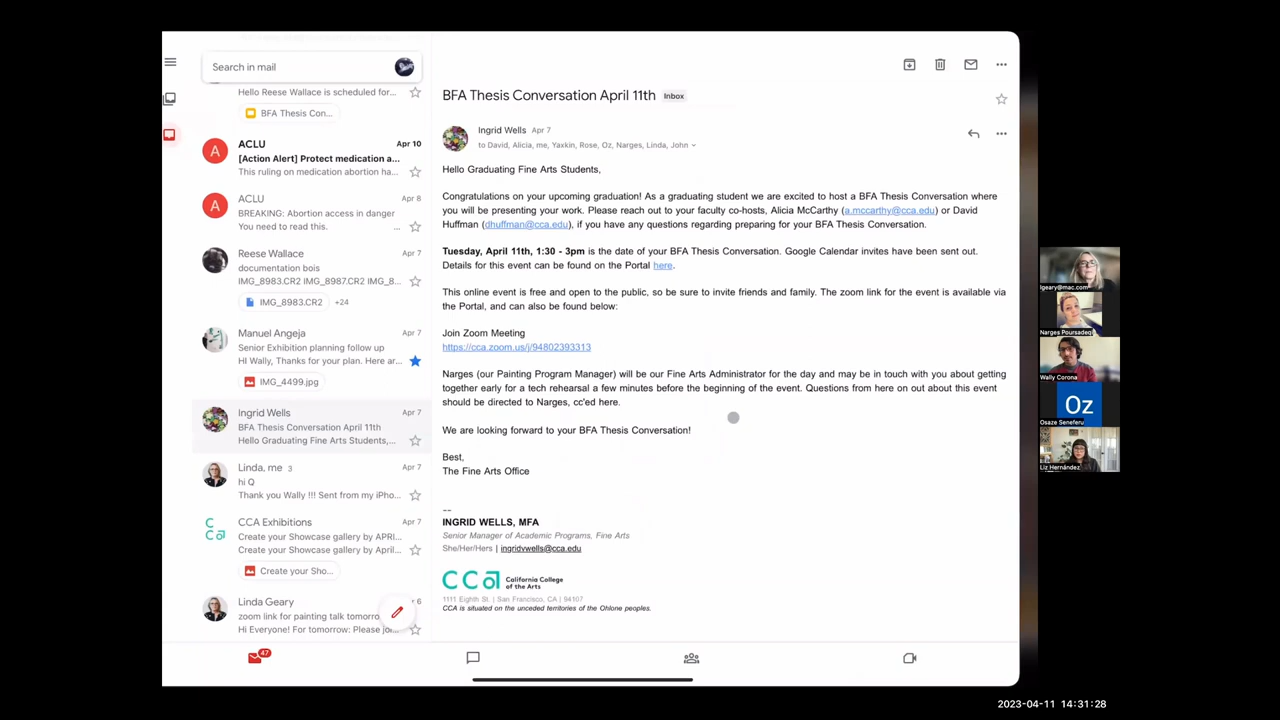 Search in mail
Hello Reese Wallace is scheduled for...
BFA Thesis Con...
ACLU Apr 10
[Action Alert] Protect medication a...
This ruling on medication abortion ha...
ACLU Apr 8
BREAKING: Abortion access in danger
You need to read this. ...
Reese Wallace Apr 7
documentation bois
IMG_8983.CR2 IMG_8987.CR2 IMG_8...
IMG_8983.CR2 +24
Manuel Angeja Apr 7
Senior Exhibition planning follow up
HI Wally, Thanks for your plan. Here ar...
IMG_4499.jpg
Ingrid Wells Apr 7
BFA Thesis Conversation April 11th
Hello Graduating Fine Arts Students,...
Linda, me 3 Apr 7
hi Q
Thank you Wally !!! Sent from my iPho...
CCA Exhibitions Apr 7
Create your Showcase gallery by APRI...
Create your Showcase gallery by April...
Create your Sho...
Linda Geary 6
zoom link for painting talk tomorro
Hi Everyone! For tomorrow: Please joi...
47
BFA Thesis Conversation April 11th Inbox
Ingrid Wells Apr 7
to David, Alicia, me, Yaxkin, Rose, Oz, Narges, Linda, John
Hello Graduating Fine Arts Students,
Congratulations on your upcoming graduation! As a graduating student we are excited to host a BFA Thesis Conversation where
you will be presenting your work. Please reach out to your faculty co-hosts, Alicia McCarthy (a.mccarthy@cca.edu) or David
Huffman (dhuffman@cca.edu), if you have any questions regarding preparing for your BFA Thesis Conversation.
Tuesday, April 11th, 1:30 - 3pm is the date of your BFA Thesis Conversation. Google Calendar invites have been sent out.
Details for this event can be found on the Portal here.
This online event is free and open to the public, so be sure to invite friends and family. The zoom link for the event is available via
the Portal, and can also be found below:
Join Zoom Meeting
https://cca.zoom.us/j/94802393313
Narges (our Painting Program Manager) will be our Fine Arts Administrator for the day and may be in touch with you about getting
together early for a tech rehearsal a few minutes before the beginning of the event. Questions from here on out about this event
should be directed to Narges, cc'ed here.
We are looking forward to your BFA Thesis Conversation!
Best,
The Fine Arts Office
--
INGRID WELLS, MFA
Senior Manager of Academic Programs, Fine Arts
She/Her/Hers | ingridvwells@cca.edu
CCa California College
of the Arts
1111 Eighth St. | San Francisco, CA | 94107
CCA is situated on the unceded territories of the Ohlone peoples.
lgeary@mac.com
Narges Poursadeqi
Wally Corona
Oz
Osaze Seneferu
Liz Hernández
2023-04-11 14:31:28